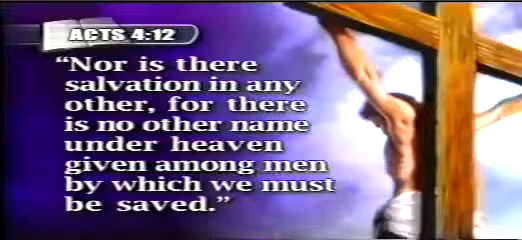 ACTS 4:12
“Nor is there
salvation in any
other, for there
is no other name
under heaven
given among men
by which we must
be saved.”